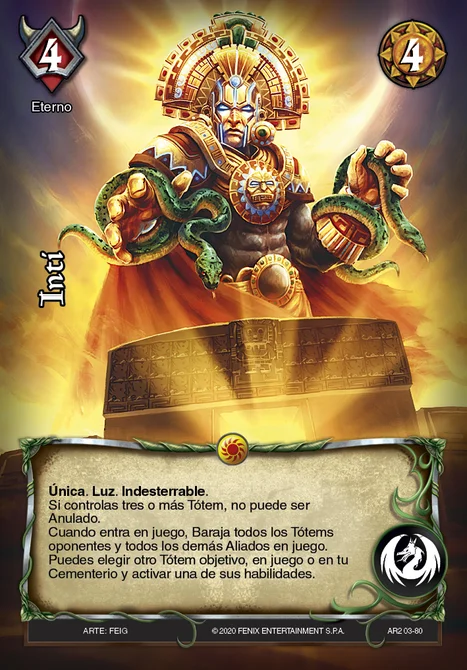 4
4
Eterno
Inti
Única. Luz. Indesterrable.
Si controlas tres o más Tótem, no puede ser
Anulado.
Cuando entra en juego, Baraja todos los Tótems
oponentes y todos los demás Aliados en juego.
Puedes elegir otro Tótem objetivo, en juego o en tu
Cementerio y activar una de sus habilidades.
ARTE: FEIG
© 2020 FENIX ENTERTAINMENT S.P.A.
AR2 03-80